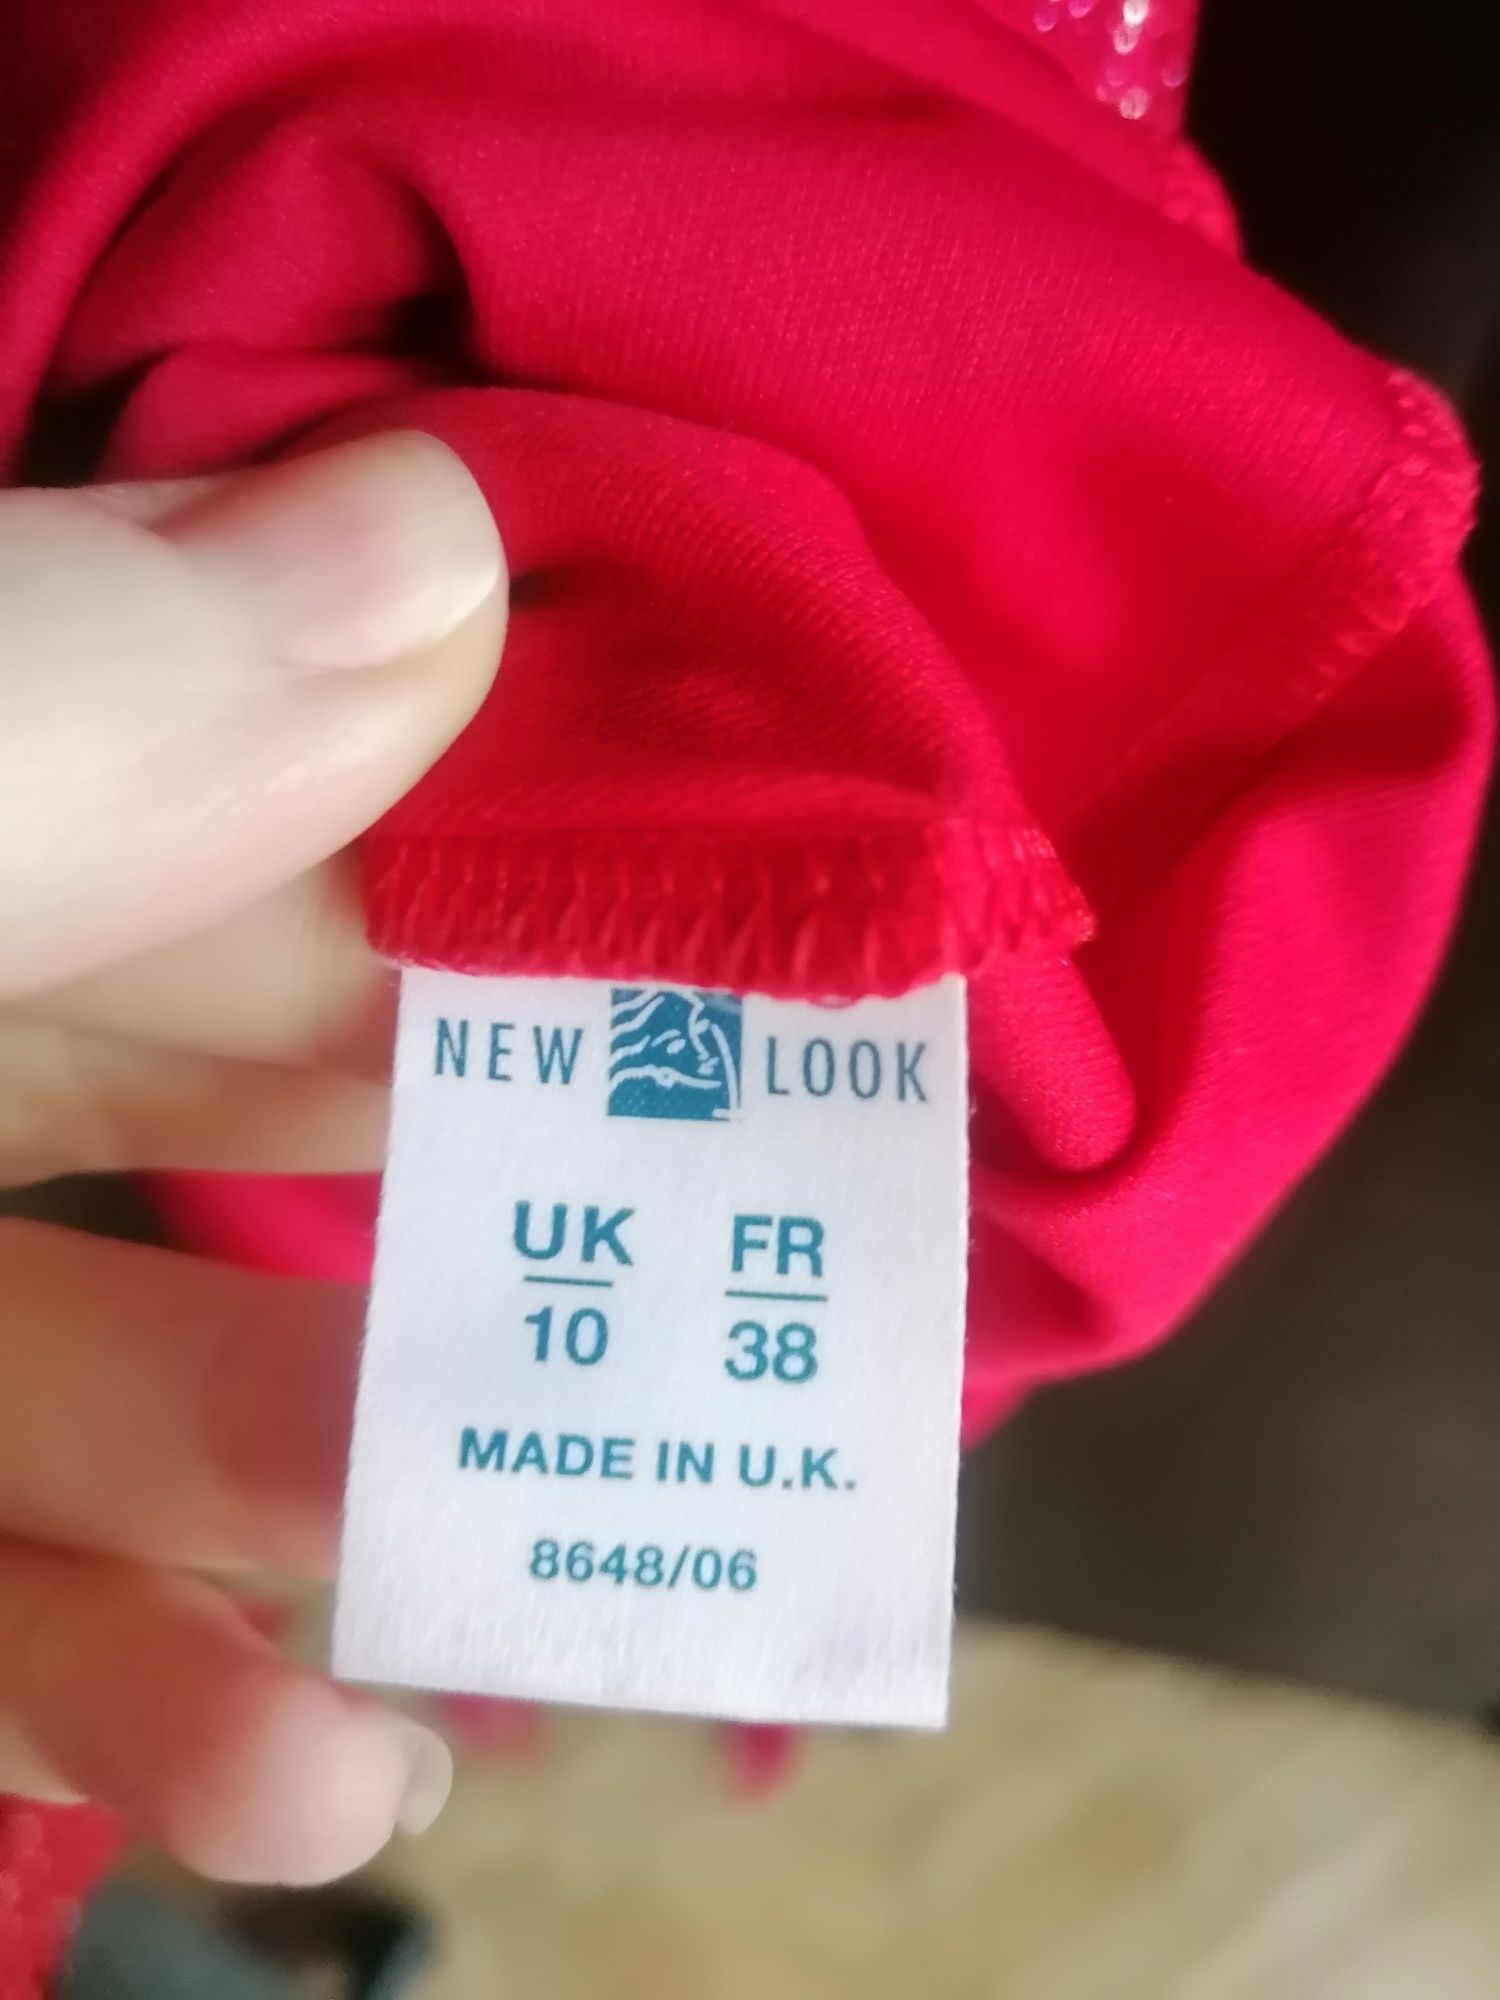 NEW LOOK
UK FR
10 38
MADE IN U.K.
8648/06